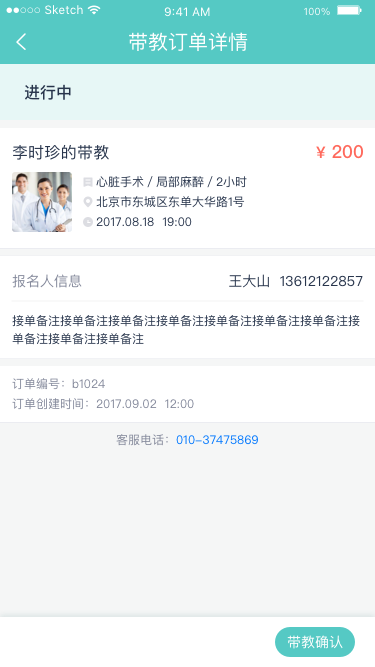 Sketch 9:41 AM 100%
带教订单详情
进行中
李时珍的带教 ¥ 200
心脏手术 / 局部麻醉 / 2小时
北京市东城区东单大华路1号
2017.08.18 19:00
报名人信息 王大山 13612122857
接单备注接单备注接单备注接单备注接单备注接单备注接单备注接
单备注接单备注接单备注
订单编号：b1024
订单创建时间：2017.09.02 12:00
客服电话：010-37475869
带教确认